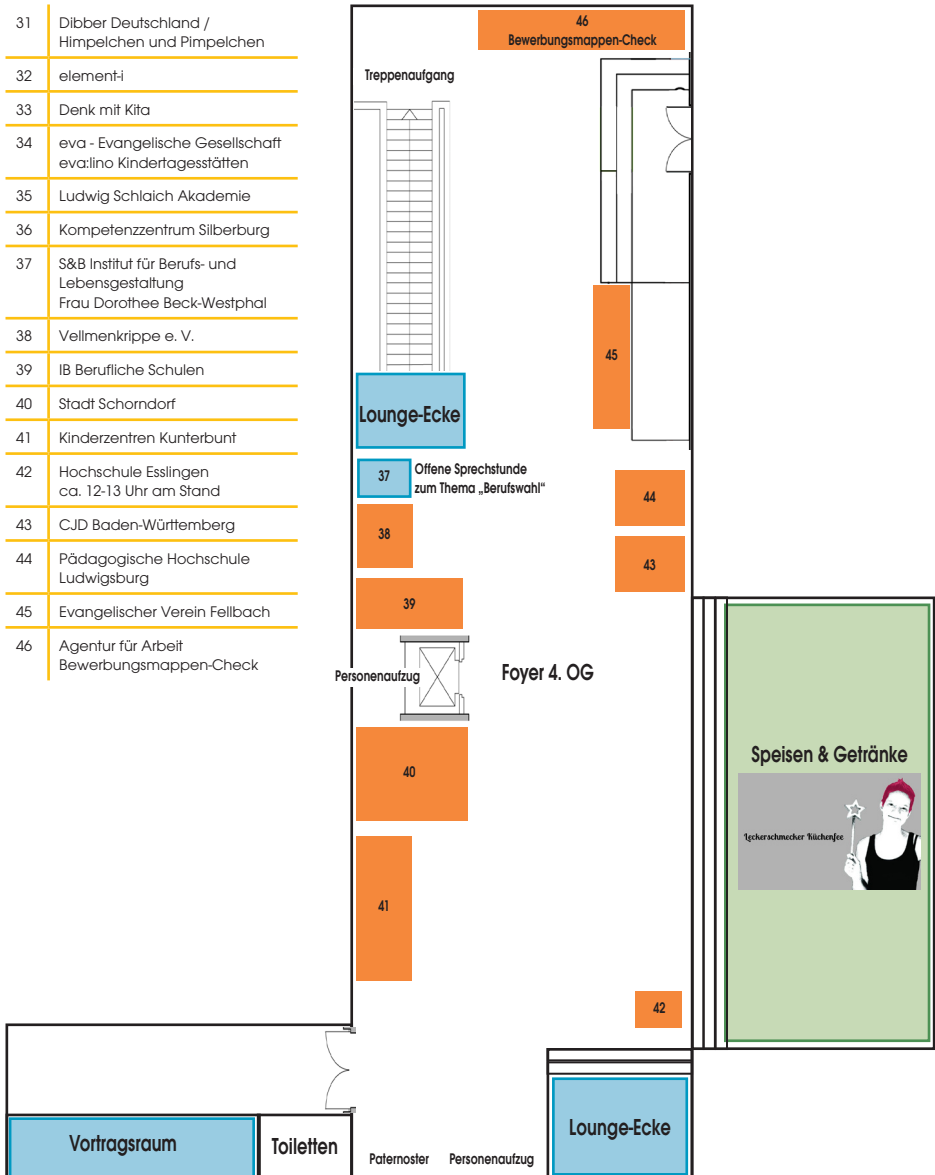 31 Dibber Deutschland /
Himpelchen und Pimpelchen
32 element-i
33 Denk mit Kita
34 eva - Evangelische Gesellschaft
eva:lino Kindertagesstätten
35 Ludwig Schlaich Akademie
36 Kompetenzzentrum Silberburg
37 S&B Institut für Berufs- und
Lebensgestaltung
Frau Dorothee Beck-Westphal
38 Vellmenkrippe e. V.
39 IB Berufliche Schulen
40 Stadt Schorndorf
41 Kinderzentren Kunterbunt
42 Hochschule Esslingen
ca. 12-13 Uhr am Stand
43 CJD Baden-Württemberg
44 Pädagogische Hochschule
Ludwigsburg
45 Evangelischer Verein Fellbach
46 Agentur für Arbeit
Bewerbungsmappen-Check
46
Bewerbungsmappen-Check
Treppenaufgang
45
Lounge-Ecke
37
Offene Sprechstunde
zum Thema „Berufswahl“
44
38
43
39
Personenaufzug
Foyer 4. OG
40
Speisen & Getränke
Leckerschmecker Küchenfee
41
42
Vortragsraum
Toiletten
Paternoster
Personenaufzug
Lounge-Ecke